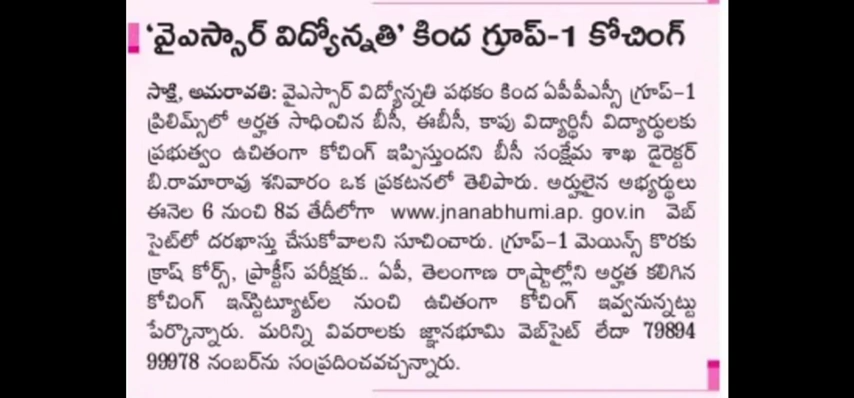 'వైఎస్సార్ విద్యోన్నతి' కింద గ్రూప్-1 కోచింగ్
సాక్షి, అమరావతి: వైఎస్సార్ విద్యోన్నతి పథకం కింద ఏపీపీఎస్సీ గ్రూప్-1
ప్రిలిమ్స్‌లో అర్హత సాధించిన బీసీ, ఈబీసీ, కాపు విద్యార్థినీ విద్యార్థులకు
ప్రభుత్వం ఉచితంగా కోచింగ్ ఇప్పిస్తుందని బీసీ సంక్షేమ శాఖ డైరెక్టర్
బి.రామారావు శనివారం ఒక ప్రకటనలో తెలిపారు. అర్హులైన అభ్యర్థులు
ఈనెల 6 నుంచి 8వ తేదీలోగా www.jnanabhumi.ap. gov.in వెబ్
సైట్‌లో దరఖాస్తు చేసుకోవాలని సూచించారు. గ్రూప్-1 మెయిన్స్ కొరకు
క్రాష్ కోర్స్, ప్రాక్టీస్ పరీక్షకు.. ఏపీ, తెలంగాణ రాష్ట్రాల్లోని అర్హత కలిగిన
కోచింగ్ ఇన్‌స్టిట్యూట్‌ల నుంచి ఉచితంగా కోచింగ్ ఇవ్వనున్నట్టు
పేర్కొన్నారు. మరిన్ని వివరాలకు జ్ఞానభూమి వెబ్‌సైట్ లేదా 79894
99978 నంబర్‌ను సంప్రదించవచ్చన్నారు.